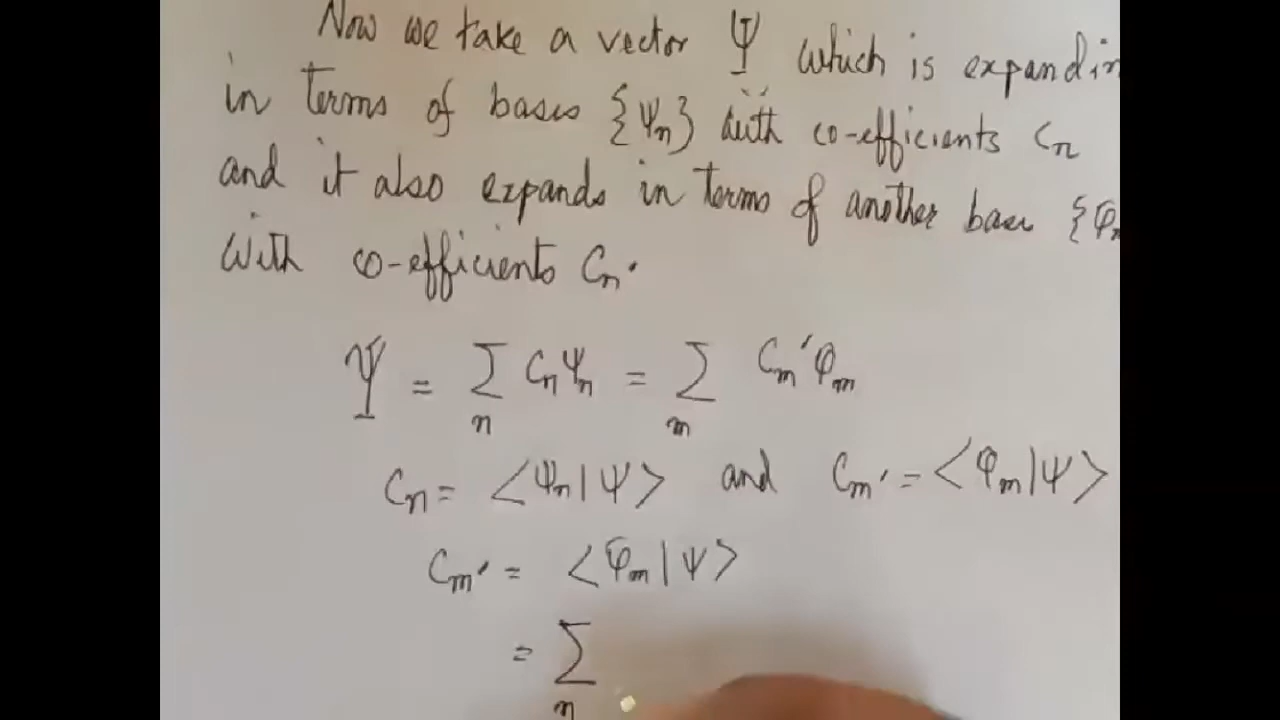 Now we take a vector Ψ which is expandin
in terms of basis {ψn} with co-efficients Cn
and it also expands in terms of another base {φn
with co-efficients Cn'
Ψ = ∑n Cnψn = ∑m Cm'φm
Cn = <ψn|Ψ> and Cm' = <φm|Ψ>
Cm' = <φm|Ψ>
= ∑n